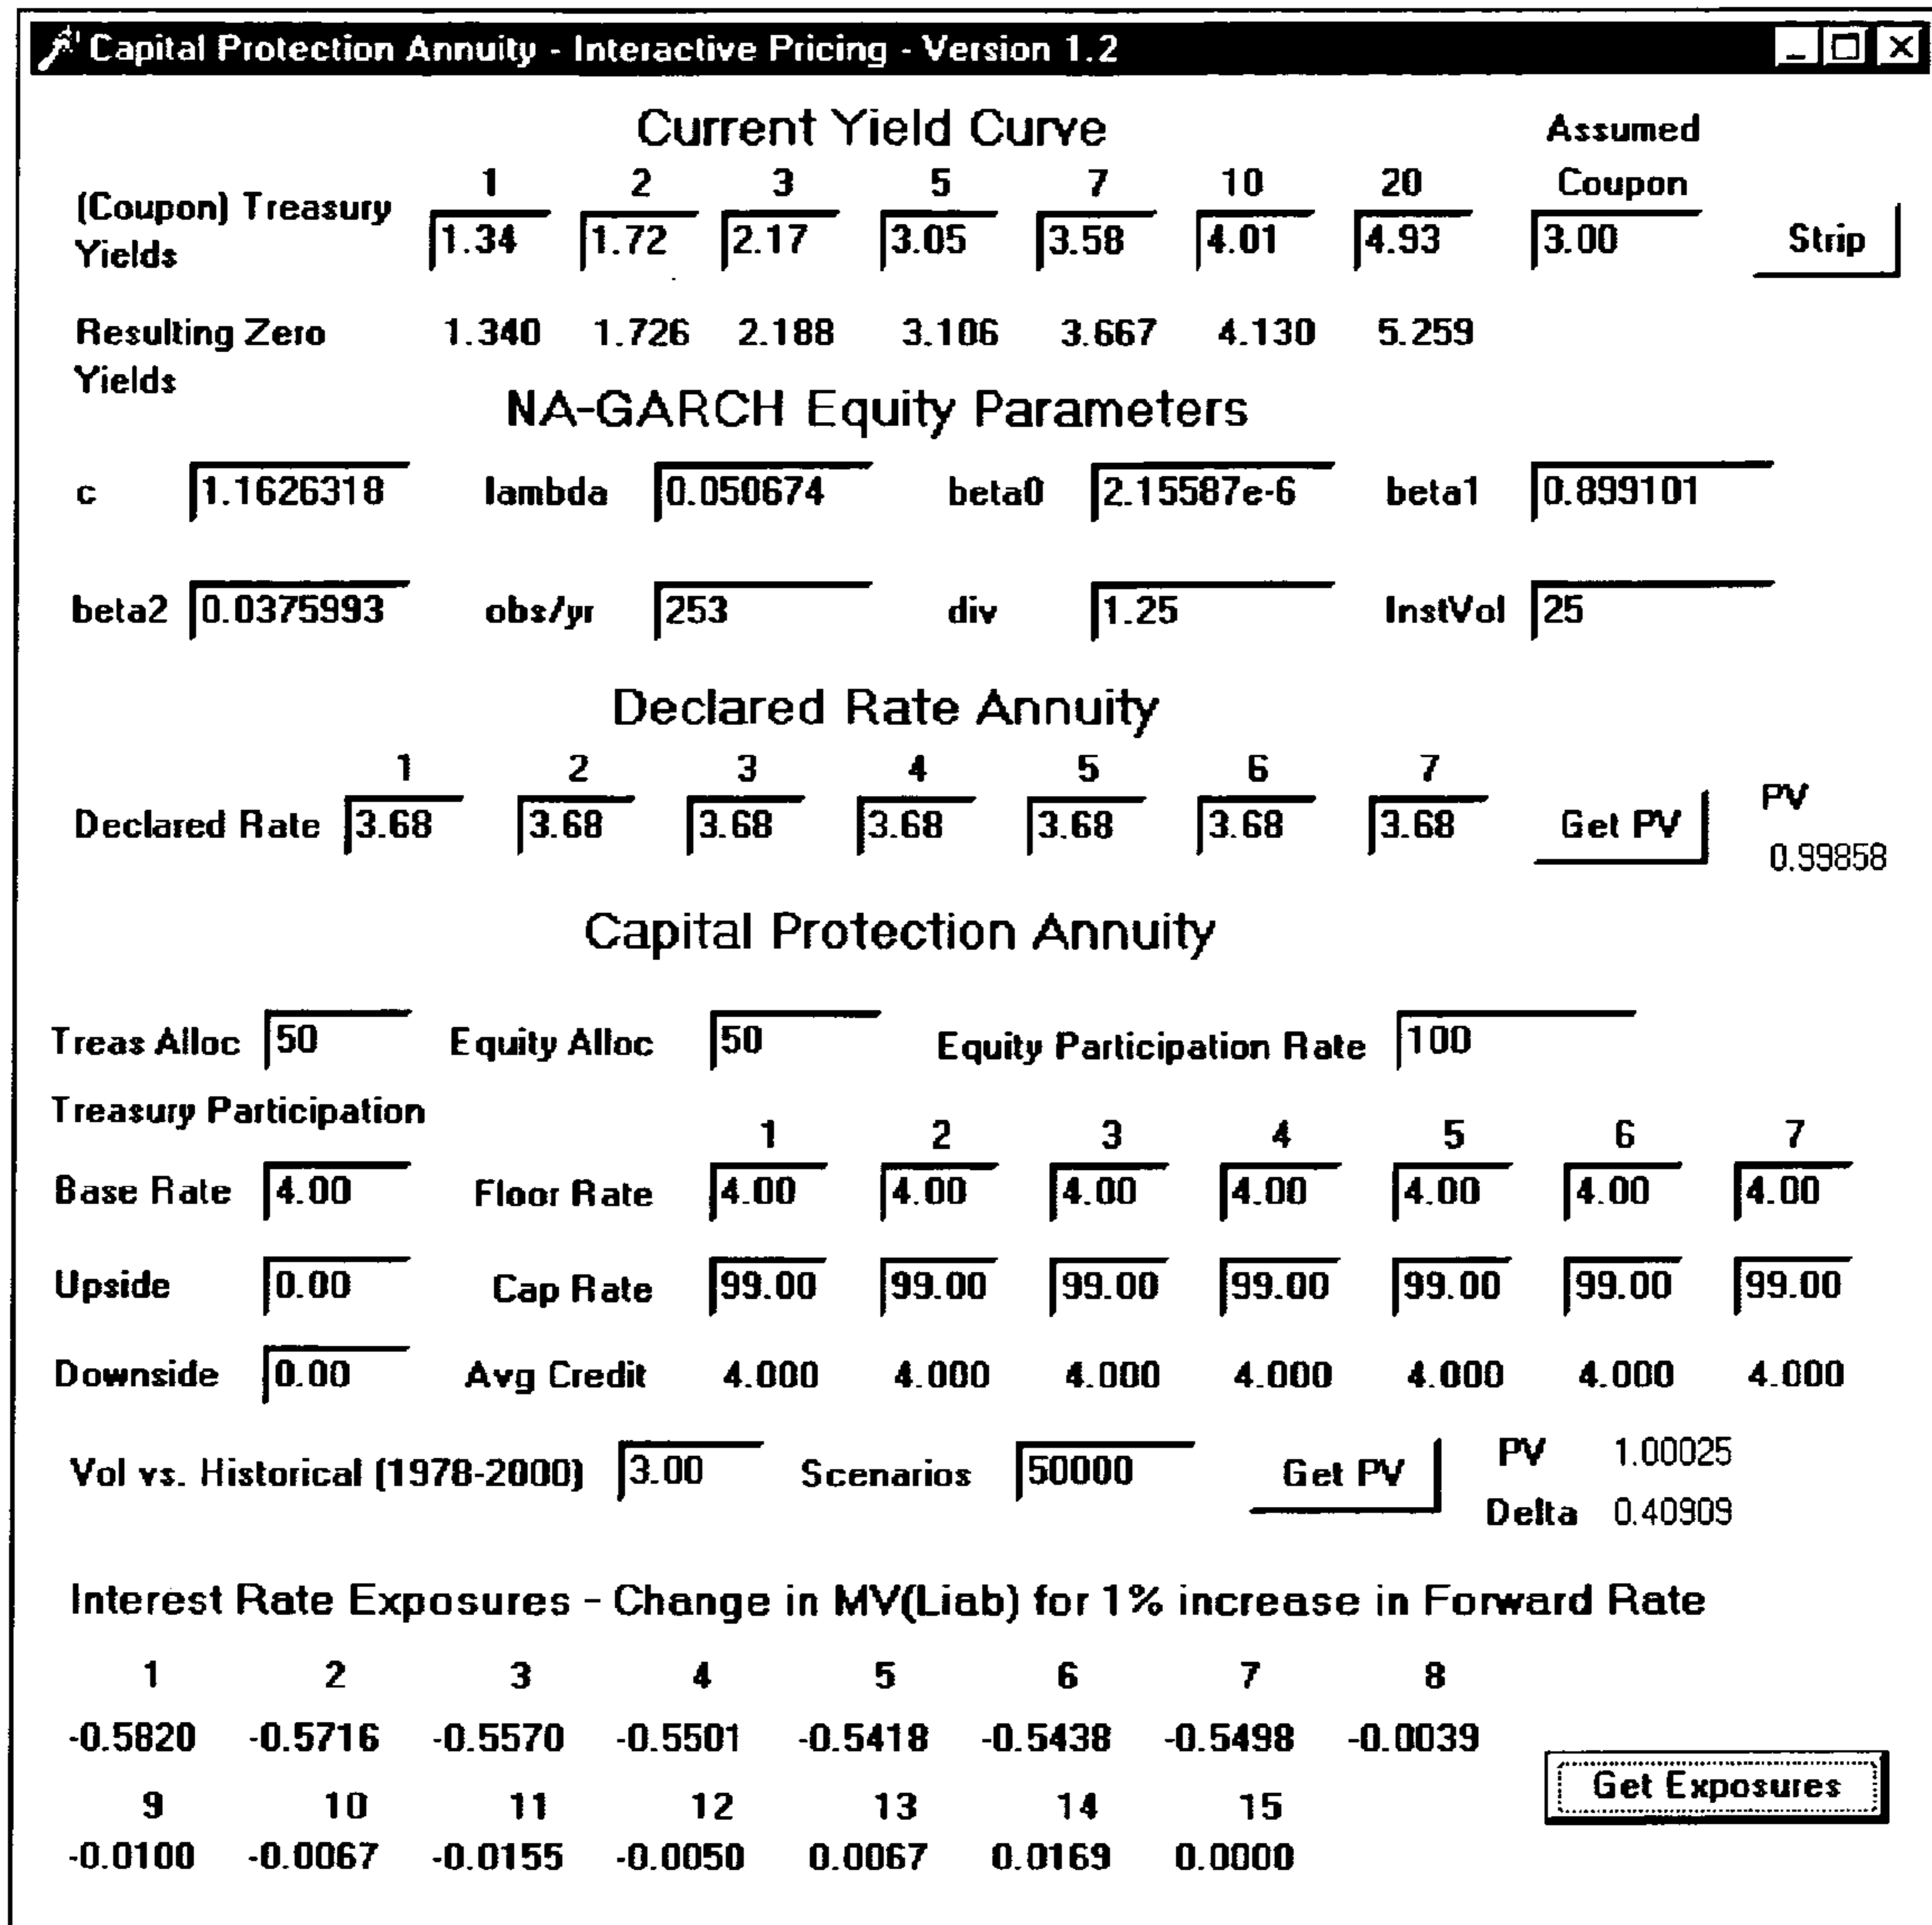 Capital Protection Annuity - Interactive Pricing - Version 1.2
Current Yield Curve
Assumed
1 2 3 5 7 10 20 Coupon
(Coupon) Treasury
Yields
1.34 1.72 2.17 3.05 3.58 4.01 4.93 3.00 Strip
Resulting Zero
Yields
1.340 1.726 2.188 3.106 3.667 4.130 5.259
NA-GARCH Equity Parameters
c 1.1626318 lambda 0.050674 beta0 2.15587e-6 beta1 0.899101
beta2 0.0375993 obs/yr 253 div 1.25 InstVol 25
Declared Rate Annuity
1 2 3 4 5 6 7
Declared Rate 3.68 3.68 3.68 3.68 3.68 3.68 3.68 Get PV
PV
0.99858
Capital Protection Annuity
Treas Alloc 50 Equity Alloc 50 Equity Participation Rate 100
Treasury Participation
1 2 3 4 5 6 7
Base Rate 4.00 Floor Rate 4.00 4.00 4.00 4.00 4.00 4.00 4.00
Upside 0.00 Cap Rate 99.00 99.00 99.00 99.00 99.00 99.00 99.00
Downside 0.00 Avg Credit 4.000 4.000 4.000 4.000 4.000 4.000 4.000
Vol vs. Historical (1978-2000) 3.00 Scenarios 50000 Get PV
PV 1.00025
Delta 0.40909
Interest Rate Exposures - Change in MV(Liab) for 1% increase in Forward Rate
1 2 3 4 5 6 7 8
-0.5820 -0.5716 -0.5570 -0.5501 -0.5418 -0.5438 -0.5498 -0.0039
Get Exposures
9 10 11 12 13 14 15
-0.0100 -0.0067 -0.0155 -0.0050 0.0067 0.0169 0.0000